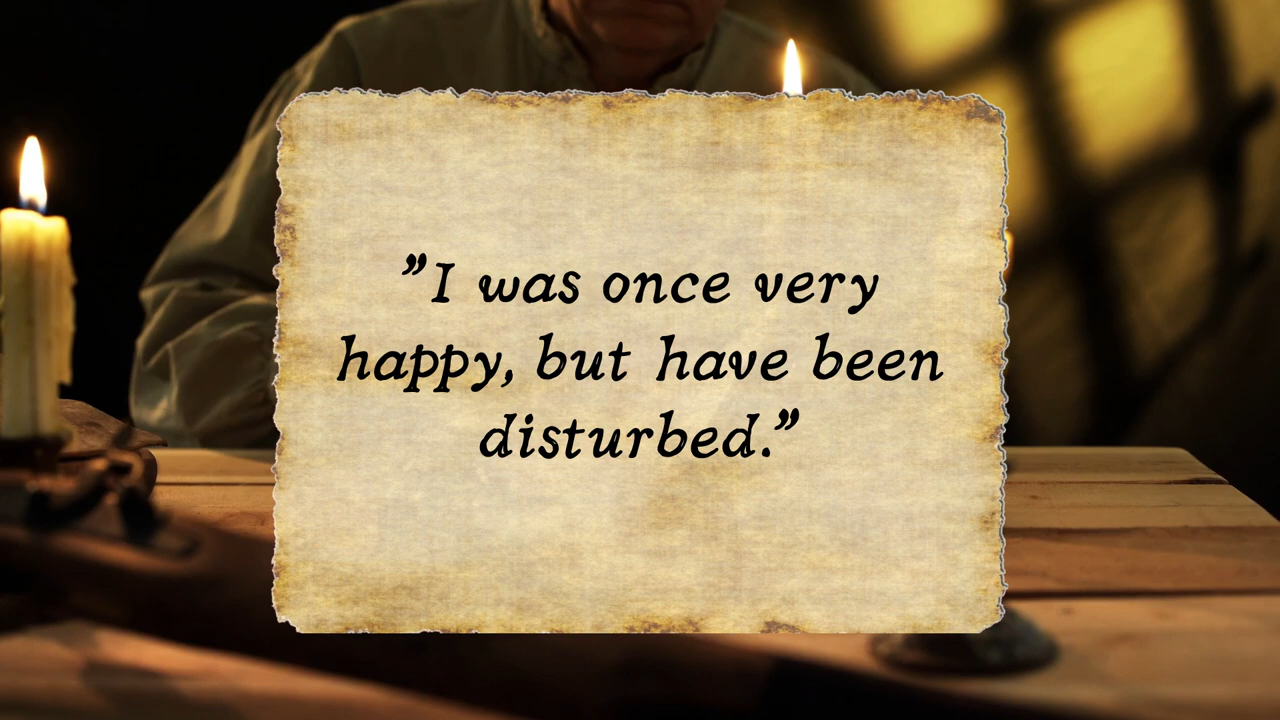 ”I was once very
happy, but have been
disturbed.”